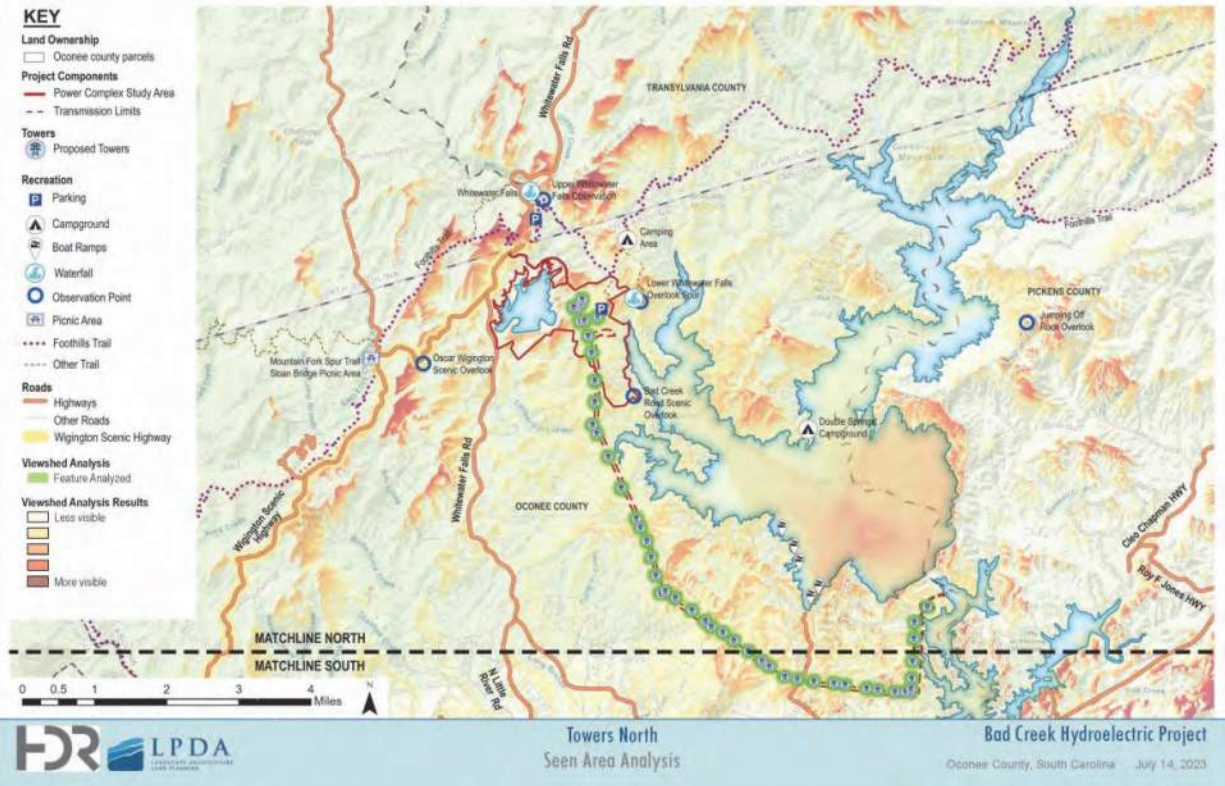 KEY
Land Ownership
Oconee county parcels
Project Components
Power Complex Study Area
Transmission Limits
Towers
Proposed Towers
Recreation
P
Parking
Campground
Boat Ramps
Waterfall
Observation Point
Picnic Area
Foothills Trail
Other Trail
Roads
Highways
Other Roads
Wigington Scenic Highway
Viewshed Analysis
Feature Analyzed
Viewshed Analysis Results
Less visible
More visible
Whitewater Falls Rd.
TRANSYLVANIA COUNTY
Whitewater Falls
Upper Whitewater
Falls Observation
P
Foothills Trail
Camping
Area
Foothills Trail
Lower Whitewater Falls
Overlook Spur
P
PICKENS COUNTY
Jumping Off
Rock Overlook
Mountain Fork Spur Trail
Sloan Bridge Picnic Area
Oscar Wigington
Scenic Overlook
Bad Creek
Road Scenic
Overlook
Double Springs
Campground
Whitewater Falls Rd
OCONEE COUNTY
Wigington Scenic
Highway
Cleo Chapman HWY
Roy F Jones HWY
MATCHLINE NORTH
MATCHLINE SOUTH
N Little
River Rd
0 0.5 1 2 3 4
Miles
N
HDR
LPDA
LANDSCAPE ARCHITECTURE
LAND PLANNING
Towers North
Seen Area Analysis
Bad Creek Hydroelectric Project
Oconee County, South Carolina July 14, 2023